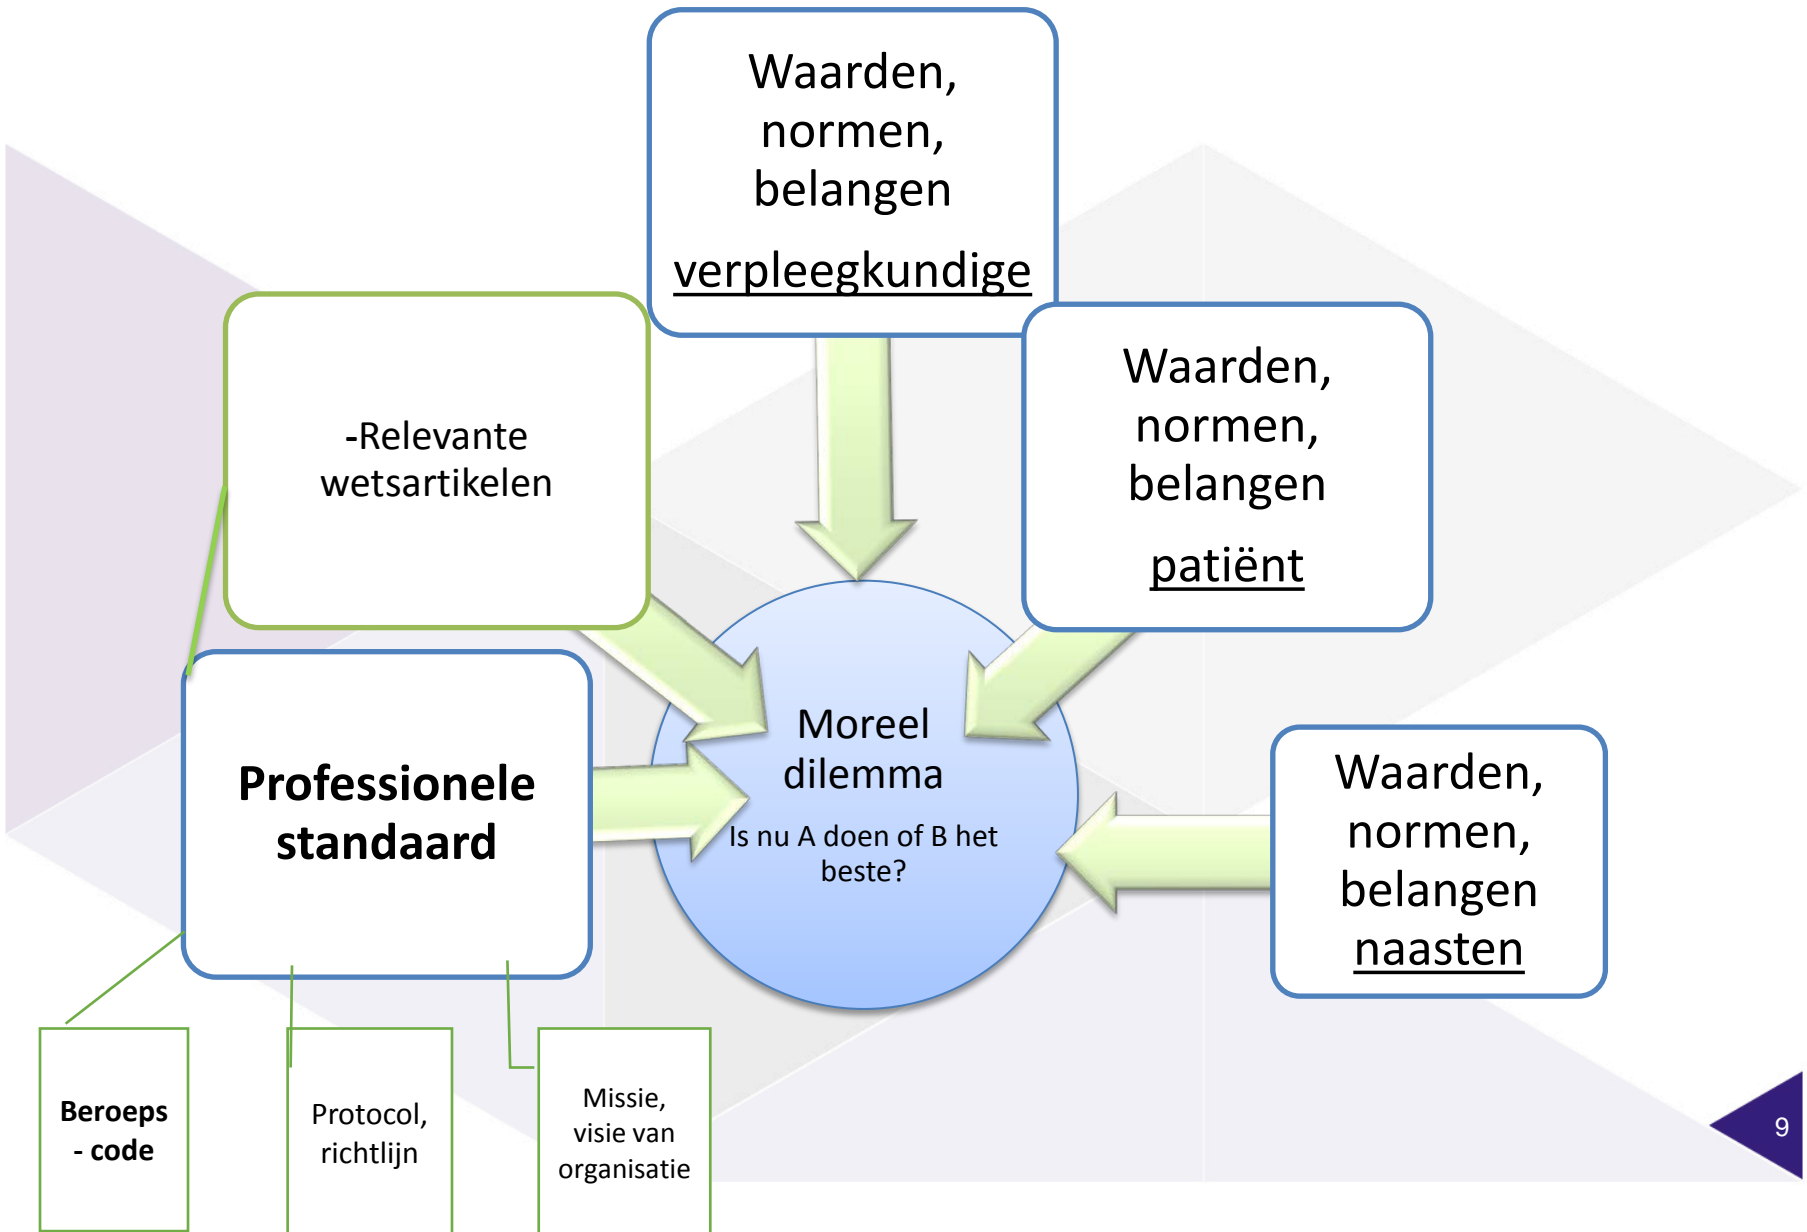 Waarden,
normen,
belangen
verpleegkundige
-Relevante
wetsartikelen
Waarden,
normen,
belangen
patiënt
Professionele
standaard
Moreel
dilemma
Is nu A doen of B het
beste?
Waarden,
normen,
belangen
naasten
Beroeps
- code
Protocol,
richtlijn
Missie,
visie van
organisatie
9